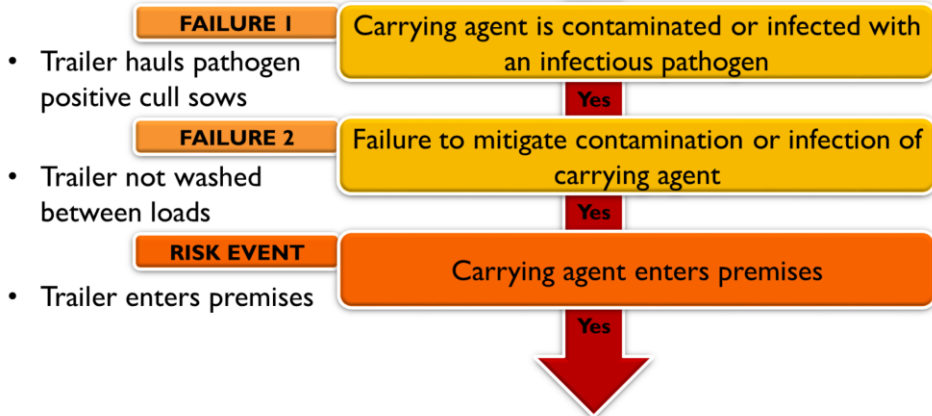 FAILURE 1
Carrying agent is contaminated or infected with
an infectious pathogen
• Trailer hauls pathogen
positive cull sows
Yes
FAILURE 2
Failure to mitigate contamination or infection of
carrying agent
• Trailer not washed
between loads
Yes
RISK EVENT
Carrying agent enters premises
• Trailer enters premises
Yes